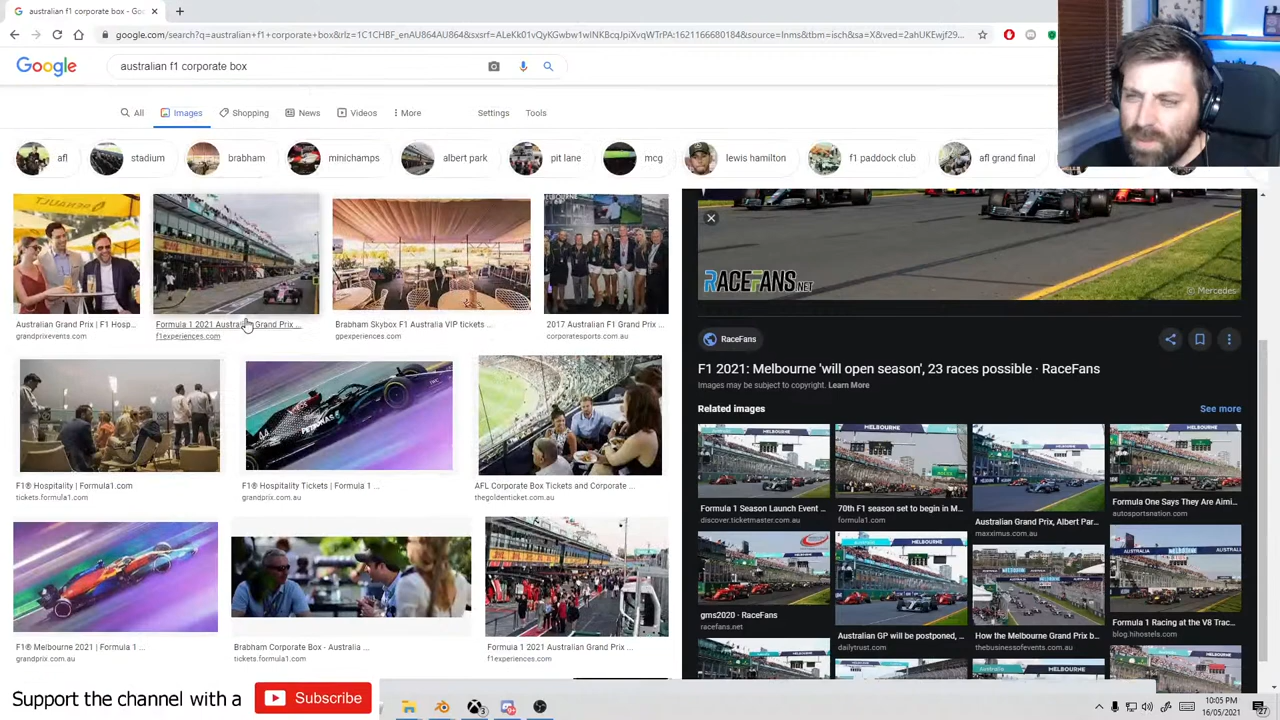 australian f1 corporate box - Goo
google.com/search?q=australian+f1+corporate+box&rlz=1C1CHBF_enAU864AU864&sxsrf=ALeKk01vQyKGwbw1wINKBcqJpiXvqWTrPA:1621166680184&source=lnms&tbm=isch&sa=X&ved=2ahUKEwjf29...
Google
australian f1 corporate box
All
Images
Shopping
News
Videos
More
Settings
Tools
afl
stadium
brabham
minichamps
albert park
pit lane
mcg
lewis hamilton
f1 paddock club
afl grand final
RENAULT
Australian Grand Prix | F1 Hosp...
grandprixevents.com
Formula 1 2021 Australian Grand Prix ...
f1experiences.com
Brabham Skybox F1 Australia VIP tickets ...
gpexperiences.com
2017 Australian F1 Grand Prix ...
corporatesports.com.au
F1® Hospitality | Formula1.com
tickets.formula1.com
F1® Hospitality Tickets | Formula 1 ...
grandprix.com.au
AFL Corporate Box Tickets and Corporate ...
thegoldenticket.com.au
F1® Melbourne 2021 | Formula 1 ...
grandprix.com.au
Brabham Corporate Box - Australia ...
tickets.formula1.com
Formula 1 2021 Australian Grand Prix ...
f1experiences.com
RACEFANS.NET
© Mercedes
RaceFans
F1 2021: Melbourne 'will open season', 23 races possible · RaceFans
Images may be subject to copyright. Learn More
Related images
See more
Formula 1 Season Launch Event ...
discover.ticketmaster.com.au
70th F1 season set to begin in M...
formula1.com
Australian Grand Prix, Albert Par...
maxximus.com.au
Formula One Says They Are Aimi...
autosportsnation.com
gms2020 · RaceFans
racefans.net
Australian GP will be postponed, ...
dailytrust.com
How the Melbourne Grand Prix b...
thebusinessofevents.com.au
Formula 1 Racing at the V8 Trac...
blog.hihostels.com
Support the channel with a
Subscribe
10:05 PM
16/05/2021
27